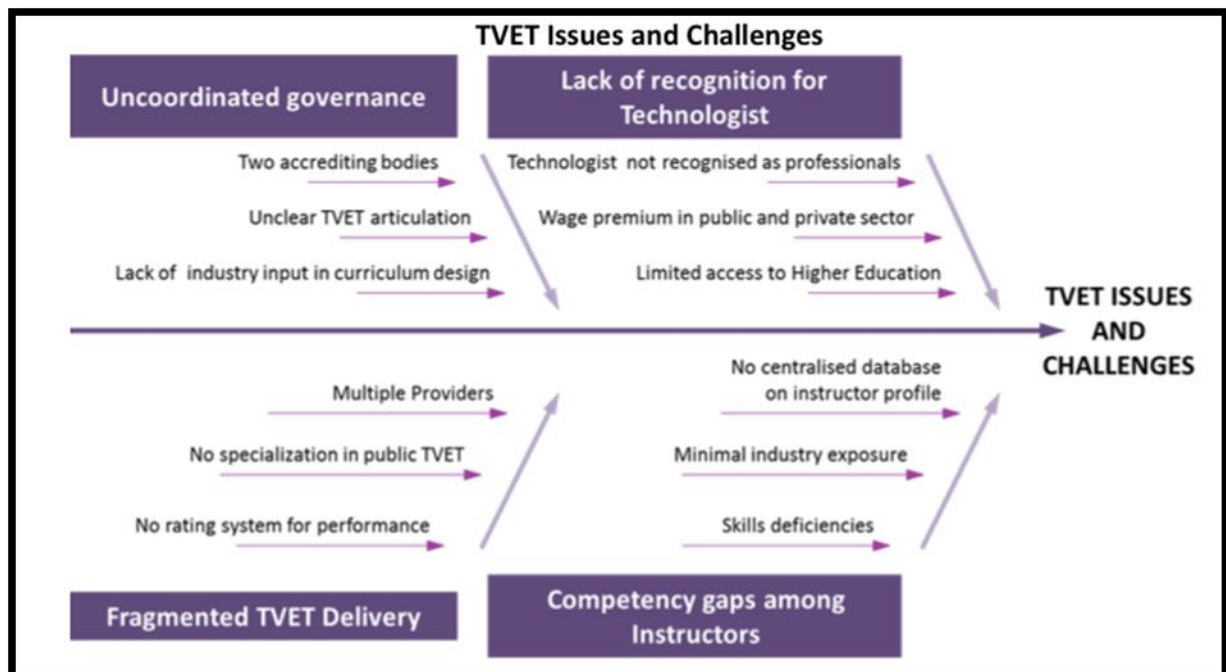 TVET Issues and Challenges
Uncoordinated governance
Lack of recognition for
Technologist
Two accrediting bodies
Unclear TVET articulation
Lack of industry input in curriculum design
Technologist not recognised as professionals
Wage premium in public and private sector
Limited access to Higher Education
TVET ISSUES
AND
CHALLENGES
Multiple Providers
No specialization in public TVET
No rating system for performance
No centralised database
on instructor profile
Minimal industry exposure
Skills deficiencies
Fragmented TVET Delivery
Competency gaps among
Instructors